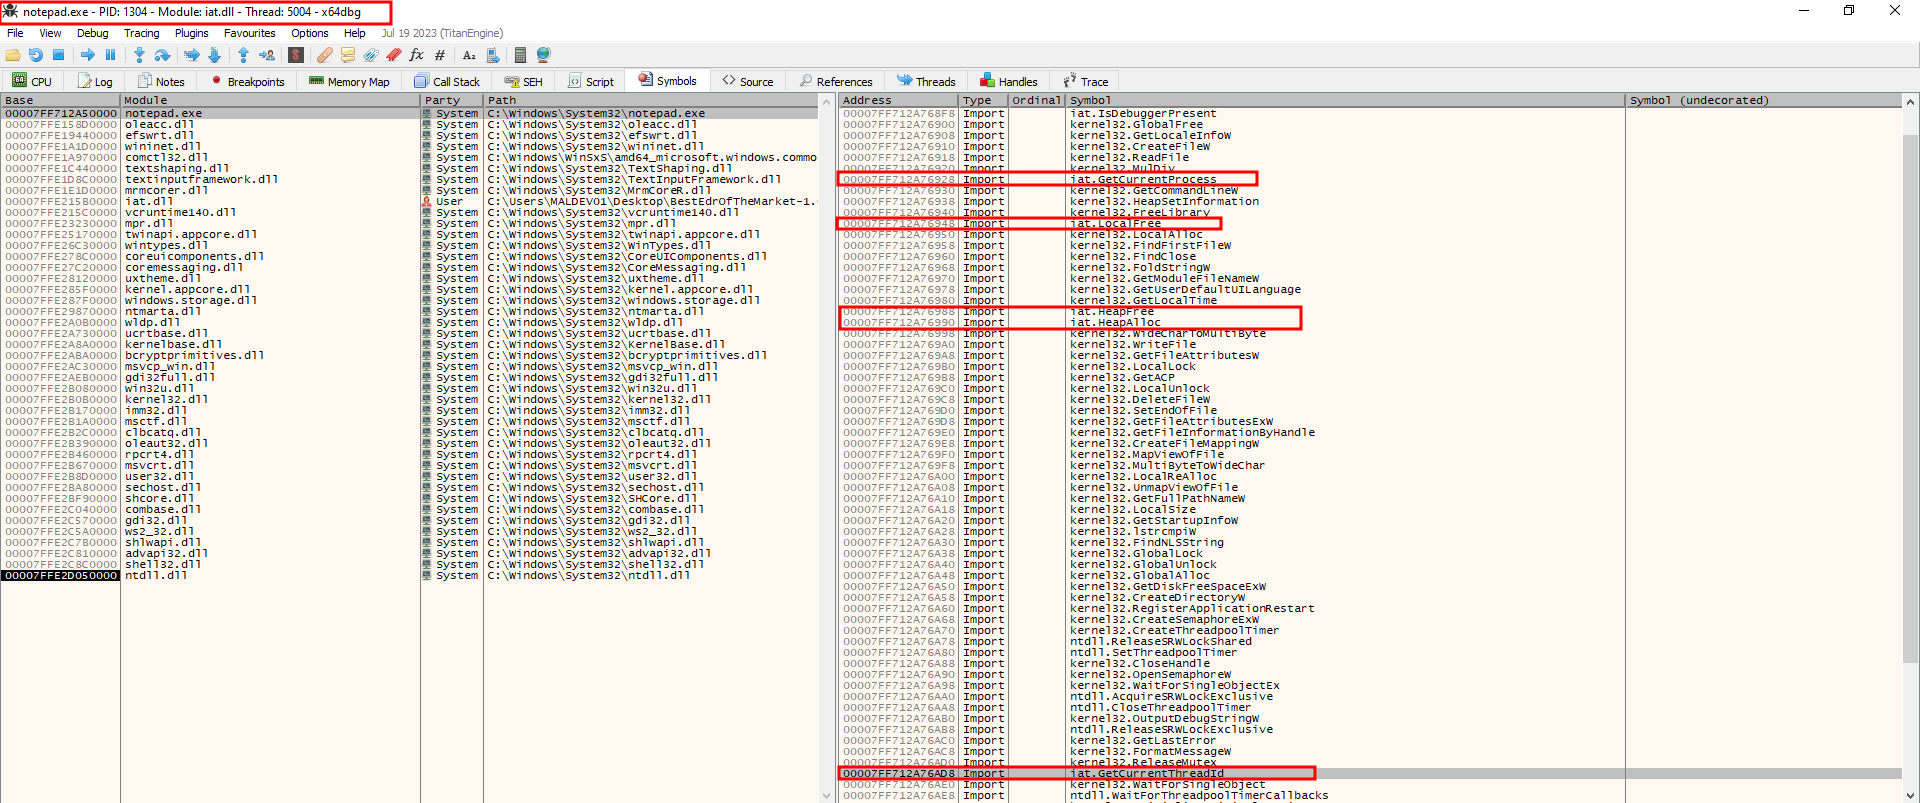 notepad.exe - PID: 1304 - Module: iat.dll - Thread: 5004 - x64dbg
File View Debug Tracing Plugins Favourites Options Help Jul 19 2023 (TitanEngine)
CPU Log Notes Breakpoints Memory Map Call Stack SEH Script Symbols Source References Threads Handles Trace
Base Module Party Path
00007FF712A50000 notepad.exe System C:\Windows\System32\notepad.exe
00007FFE158D0000 oleacc.dll System C:\Windows\System32\oleacc.dll
00007FFE19440000 efswrt.dll System C:\Windows\System32\efswrt.dll
00007FFE1A1D0000 wininet.dll System C:\Windows\System32\wininet.dll
00007FFE1A970000 comctl32.dll System C:\Windows\WinSxS\amd64_microsoft.windows.commo
00007FFE1C440000 textshaping.dll System C:\Windows\System32\TextShaping.dll
00007FFE1D8C0000 textinputframework.dll System C:\Windows\System32\TextInputFramework.dll
00007FFE1E1D0000 mrmcorer.dll System C:\Windows\System32\MrmCoreR.dll
00007FFE215B0000 iat.dll User C:\Users\MALDEV01\Desktop\BestEdrOfTheMarket-1.
00007FFE215C0000 vcruntime140.dll System C:\Windows\System32\vcruntime140.dll
00007FFE23230000 mpr.dll System C:\Windows\System32\mpr.dll
00007FFE25170000 twinapi.appcore.dll System C:\Windows\System32\twinapi.appcore.dll
00007FFE26C30000 wintypes.dll System C:\Windows\System32\WinTypes.dll
00007FFE278C0000 coreuicomponents.dll System C:\Windows\System32\CoreUIComponents.dll
00007FFE27C20000 coremessaging.dll System C:\Windows\System32\CoreMessaging.dll
00007FFE28120000 uxtheme.dll System C:\Windows\System32\uxtheme.dll
00007FFE285F0000 kernel.appcore.dll System C:\Windows\System32\kernel.appcore.dll
00007FFE287F0000 windows.storage.dll System C:\Windows\System32\windows.storage.dll
00007FFE29870000 ntmarta.dll System C:\Windows\System32\ntmarta.dll
00007FFE2A0B0000 wldp.dll System C:\Windows\System32\wldp.dll
00007FFE2A730000 ucrtbase.dll System C:\Windows\System32\ucrtbase.dll
00007FFE2A8A0000 kernelbase.dll System C:\Windows\System32\KernelBase.dll
00007FFE2ABA0000 bcryptprimitives.dll System C:\Windows\System32\bcryptprimitives.dll
00007FFE2AC30000 msvcp_win.dll System C:\Windows\System32\msvcp_win.dll
00007FFE2AEB0000 gdi32full.dll System C:\Windows\System32\gdi32full.dll
00007FFE2B080000 win32u.dll System C:\Windows\System32\win32u.dll
00007FFE2B0B0000 kernel32.dll System C:\Windows\System32\kernel32.dll
00007FFE2B170000 imm32.dll System C:\Windows\System32\imm32.dll
00007FFE2B1A0000 msctf.dll System C:\Windows\System32\msctf.dll
00007FFE2B2C0000 clbcatq.dll System C:\Windows\System32\clbcatq.dll
00007FFE2B390000 oleaut32.dll System C:\Windows\System32\oleaut32.dll
00007FFE2B460000 rpcrt4.dll System C:\Windows\System32\rpcrt4.dll
00007FFE2B670000 msvcrt.dll System C:\Windows\System32\msvcrt.dll
00007FFE2B8D0000 user32.dll System C:\Windows\System32\user32.dll
00007FFE2BA80000 sechost.dll System C:\Windows\System32\sechost.dll
00007FFE2BF90000 shcore.dll System C:\Windows\System32\SHCore.dll
00007FFE2C040000 combase.dll System C:\Windows\System32\combase.dll
00007FFE2C570000 gdi32.dll System C:\Windows\System32\gdi32.dll
00007FFE2C5A0000 ws2_32.dll System C:\Windows\System32\ws2_32.dll
00007FFE2C7B0000 shlwapi.dll System C:\Windows\System32\shlwapi.dll
00007FFE2C810000 advapi32.dll System C:\Windows\System32\advapi32.dll
00007FFE2C8C0000 shell32.dll System C:\Windows\System32\shell32.dll
00007FFE2D050000 ntdll.dll System C:\Windows\System32\ntdll.dll
Address Type Ordinal Symbol Symbol (undecorated)
00007FF712A768F8 Import iat.IsDebuggerPresent
00007FF712A76900 Import kernel32.GlobalFree
00007FF712A76908 Import kernel32.GetLocaleInfoW
00007FF712A76910 Import kernel32.CreateFileW
00007FF712A76918 Import kernel32.ReadFile
00007FF712A76920 Import kernel32.MulDiv
00007FF712A76928 Import iat.GetCurrentProcess
00007FF712A76930 Import kernel32.GetCommandLineW
00007FF712A76938 Import kernel32.HeapSetInformation
00007FF712A76940 Import kernel32.FreeLibrary
00007FF712A76948 Import iat.LocalFree
00007FF712A76950 Import kernel32.LocalAlloc
00007FF712A76958 Import kernel32.FindFirstFileW
00007FF712A76960 Import kernel32.FindClose
00007FF712A76968 Import kernel32.FoldStringW
00007FF712A76970 Import kernel32.GetModuleFileNameW
00007FF712A76978 Import kernel32.GetUserDefaultUILanguage
00007FF712A76980 Import kernel32.GetLocalTime
00007FF712A76988 Import iat.HeapFree
00007FF712A76990 Import iat.HeapAlloc
00007FF712A76998 Import kernel32.WideCharToMultiByte
00007FF712A769A0 Import kernel32.WriteFile
00007FF712A769A8 Import kernel32.GetFileAttributesW
00007FF712A769B0 Import kernel32.LocalLock
00007FF712A769B8 Import kernel32.GetACP
00007FF712A769C0 Import kernel32.LocalUnlock
00007FF712A769C8 Import kernel32.DeleteFileW
00007FF712A769D0 Import kernel32.SetEndOfFile
00007FF712A769D8 Import kernel32.GetFileAttributesExW
00007FF712A769E0 Import kernel32.GetFileInformationByHandle
00007FF712A769E8 Import kernel32.CreateFileMappingW
00007FF712A769F0 Import kernel32.MapViewOfFile
00007FF712A769F8 Import kernel32.MultiByteToWideChar
00007FF712A76A00 Import kernel32.LocalReAlloc
00007FF712A76A08 Import kernel32.UnmapViewOfFile
00007FF712A76A10 Import kernel32.GetFullPathNameW
00007FF712A76A18 Import kernel32.LocalSize
00007FF712A76A20 Import kernel32.GetStartupInfoW
00007FF712A76A28 Import kernel32.lstrcmpiW
00007FF712A76A30 Import kernel32.FindNLSString
00007FF712A76A38 Import kernel32.GlobalLock
00007FF712A76A40 Import kernel32.GlobalUnlock
00007FF712A76A48 Import kernel32.GlobalAlloc
00007FF712A76A50 Import kernel32.GetDiskFreeSpaceExW
00007FF712A76A58 Import kernel32.CreateDirectoryW
00007FF712A76A60 Import kernel32.RegisterApplicationRestart
00007FF712A76A68 Import kernel32.CreateSemaphoreExW
00007FF712A76A70 Import kernel32.CreateThreadpoolTimer
00007FF712A76A78 Import ntdll.ReleaseSRWLockShared
00007FF712A76A80 Import ntdll.SetThreadpoolTimer
00007FF712A76A88 Import kernel32.CloseHandle
00007FF712A76A90 Import kernel32.OpenSemaphoreW
00007FF712A76A98 Import kernel32.WaitForSingleObjectEx
00007FF712A76AA0 Import ntdll.AcquireSRWLockExclusive
00007FF712A76AA8 Import ntdll.CloseThreadpoolTimer
00007FF712A76AB0 Import kernel32.OutputDebugStringW
00007FF712A76AB8 Import ntdll.ReleaseSRWLockExclusive
00007FF712A76AC0 Import kernel32.GetLastError
00007FF712A76AC8 Import kernel32.FormatMessageW
00007FF712A76AD0 Import kernel32.ReleaseMutex
00007FF712A76AD8 Import iat.GetCurrentThreadId
00007FF712A76AE0 Import kernel32.WaitForSingleObject
00007FF712A76AE8 Import ntdll.WaitForThreadpoolTimerCallbacks